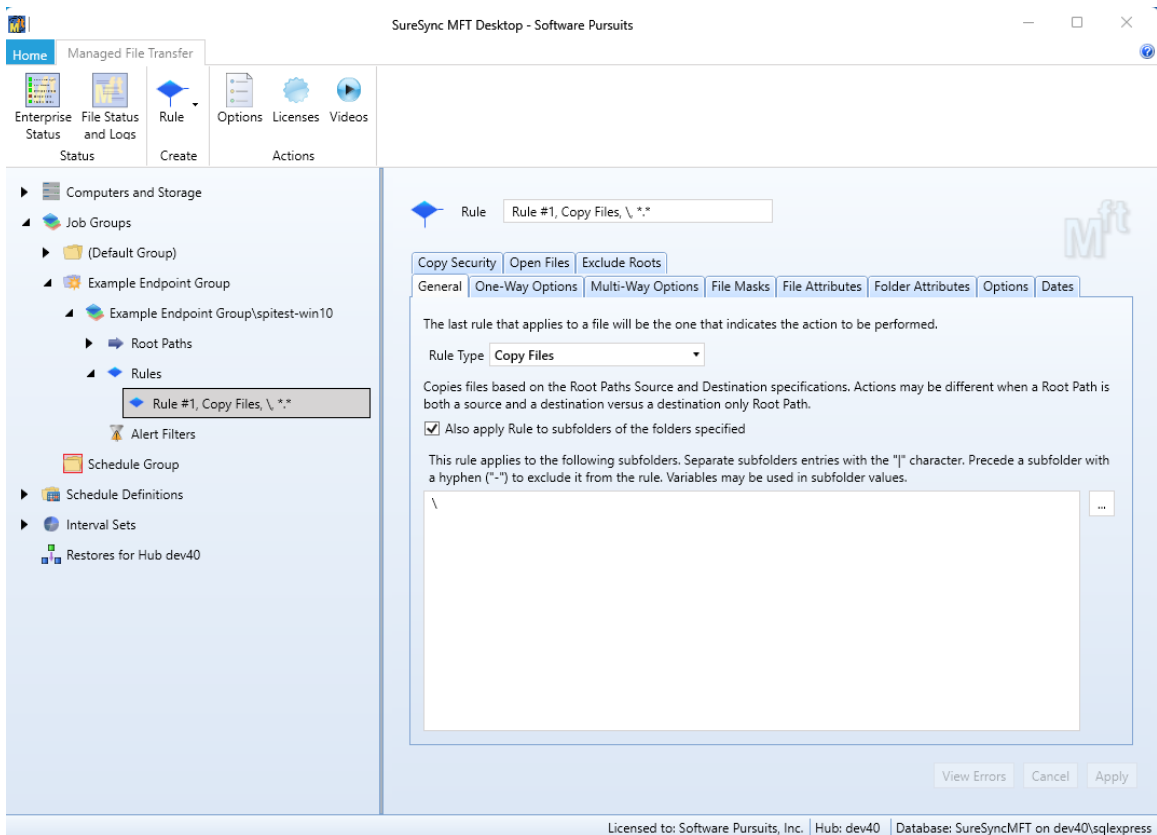 SureSync MFT Desktop - Software Pursuits
Home Managed File Transfer
Enterprise Status File Status and Logs Rule Options Licenses Videos
Status Create Actions
Computers and Storage
Job Groups
(Default Group)
Example Endpoint Group
Example Endpoint Group\spitest-win10
Root Paths
Rules
Rule #1, Copy Files, \, *.*
Alert Filters
Schedule Group
Schedule Definitions
Interval Sets
Restores for Hub dev40
Rule Rule #1, Copy Files, \, *.*
Mft
Copy Security Open Files Exclude Roots
General One-Way Options Multi-Way Options File Masks File Attributes Folder Attributes Options Dates
The last rule that applies to a file will be the one that indicates the action to be performed.
Rule Type Copy Files
Copies files based on the Root Paths Source and Destination specifications. Actions may be different when a Root Path is
both a source and a destination versus a destination only Root Path.
Also apply Rule to subfolders of the folders specified
This rule applies to the following subfolders. Separate subfolders entries with the "|" character. Precede a subfolder with
a hyphen ("-") to exclude it from the rule. Variables may be used in subfolder values.
\
...
View Errors Cancel Apply
Licensed to: Software Pursuits, Inc. Hub: dev40 Database: SureSyncMFT on dev40\sqlexpress